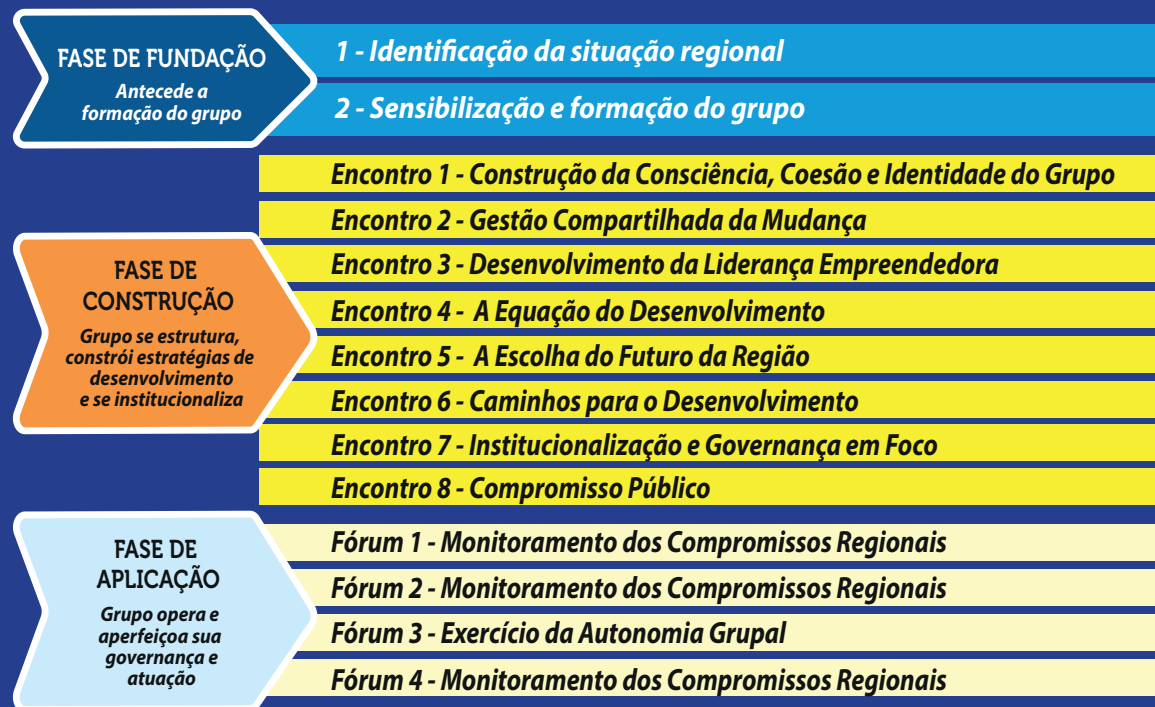 FASE DE FUNDAÇÃO
Antecede a
formação do grupo
1 - Identificação da situação regional
2 - Sensibilização e formação do grupo
FASE DE
CONSTRUÇÃO
Grupo se estrutura,
constrói estratégias de
desenvolvimento
e se institucionaliza
Encontro 1 - Construção da Consciência, Coesão e Identidade do Grupo
Encontro 2 - Gestão Compartilhada da Mudança
Encontro 3 - Desenvolvimento da Liderança Empreendedora
Encontro 4 - A Equação do Desenvolvimento
Encontro 5 - A Escolha do Futuro da Região
Encontro 6 - Caminhos para o Desenvolvimento
Encontro 7 - Institucionalização e Governança em Foco
Encontro 8 - Compromisso Público
FASE DE
APLICAÇÃO
Grupo opera e
aperfeiçoa sua
governança e
atuação
Fórum 1 - Monitoramento dos Compromissos Regionais
Fórum 2 - Monitoramento dos Compromissos Regionais
Fórum 3 - Exercício da Autonomia Grupal
Fórum 4 - Monitoramento dos Compromissos Regionais